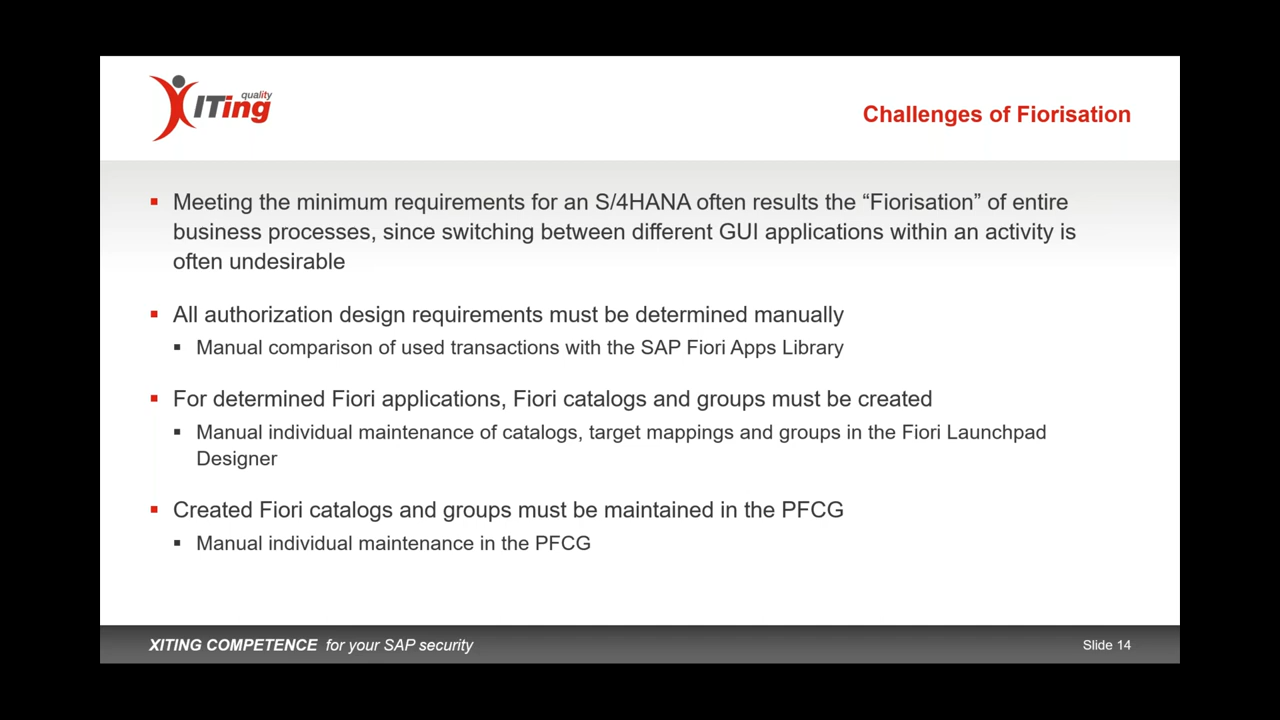 quality
XITing
Challenges of Fiorisation
Meeting the minimum requirements for an S/4HANA often results the “Fiorisation” of entire
business processes, since switching between different GUI applications within an activity is
often undesirable
All authorization design requirements must be determined manually
Manual comparison of used transactions with the SAP Fiori Apps Library
For determined Fiori applications, Fiori catalogs and groups must be created
Manual individual maintenance of catalogs, target mappings and groups in the Fiori Launchpad
Designer
Created Fiori catalogs and groups must be maintained in the PFCG
Manual individual maintenance in the PFCG
XITING COMPETENCE for your SAP security
Slide 14